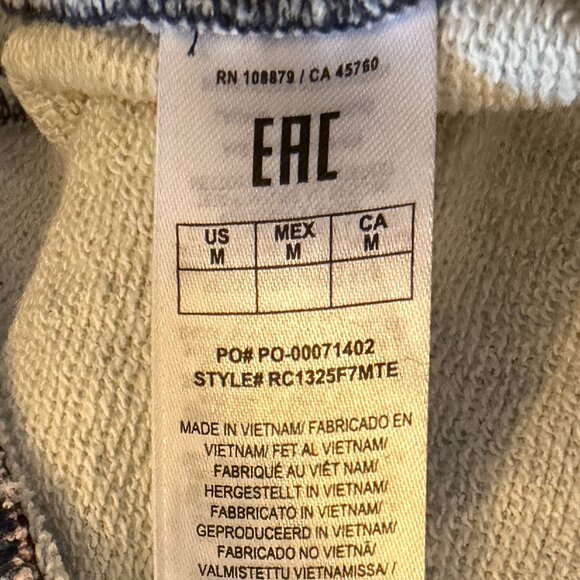 RN 108879 / CA 45760
EAC
US MEX CA
M M M
PO# PO-00071402
STYLE# RC1325F7MTE
MADE IN VIETNAM/ FABRICADO EN
VIETNAM/ FET AL VIETNAM/
FABRIQUÉ AU VIÊT NAM/
HERGESTELLT IN VIETNAM/
FABBRICATO IN VIETNAM/
GEPRODUCEERD IN VIETNAM/
FABRICADO NO VIETNÃ/
VALMISTETTU VIETNAMISSA/ /